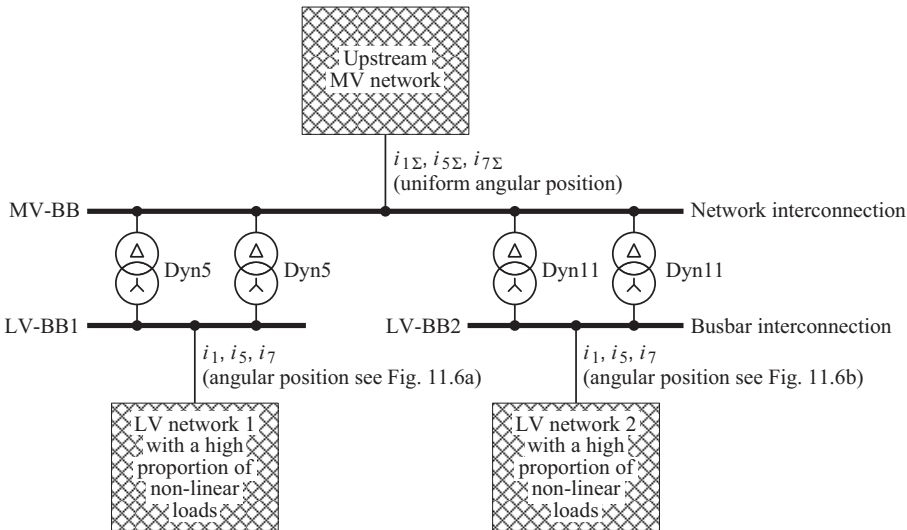 Upstream
MV network
i1Σ, i5Σ, i7Σ
(uniform angular position)
MV-BB
Network interconnection
Dyn5
Dyn5
Dyn11
Dyn11
LV-BB1
LV-BB2
Busbar interconnection
i1, i5, i7
(angular position see Fig. 11.6a)
i1, i5, i7
(angular position see Fig. 11.6b)
LV network 1
with a high
proportion of
non-linear
loads
LV network 2
with a high
proportion of
non-linear
loads